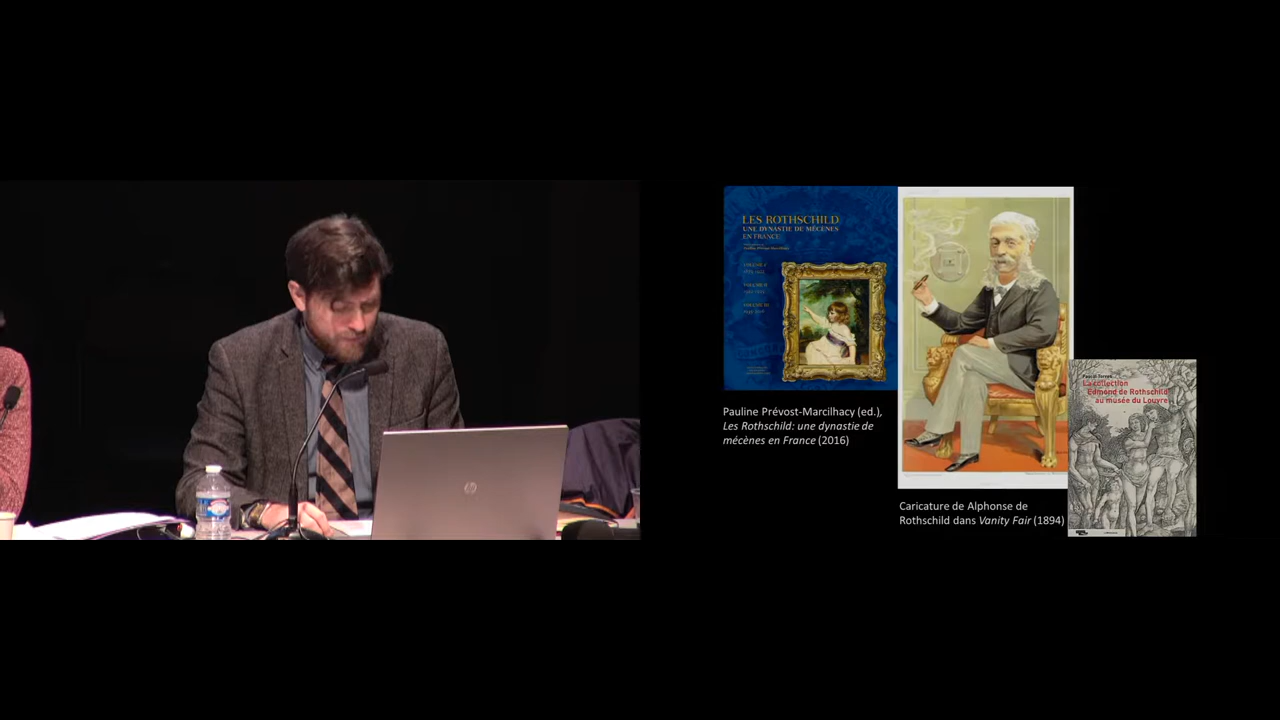 LES ROTHSCHILD
UNE DYNASTIE DE MÉCÈNES
EN FRANCE
Pauline Prévost-Marcilhacy (ed.),
Les Rothschild: une dynastie de
mécènes en France (2016)
Caricature de Alphonse de
Rothschild dans Vanity Fair (1894)
La collection
Edmond de Rothschild
au musée du Louvre
hp